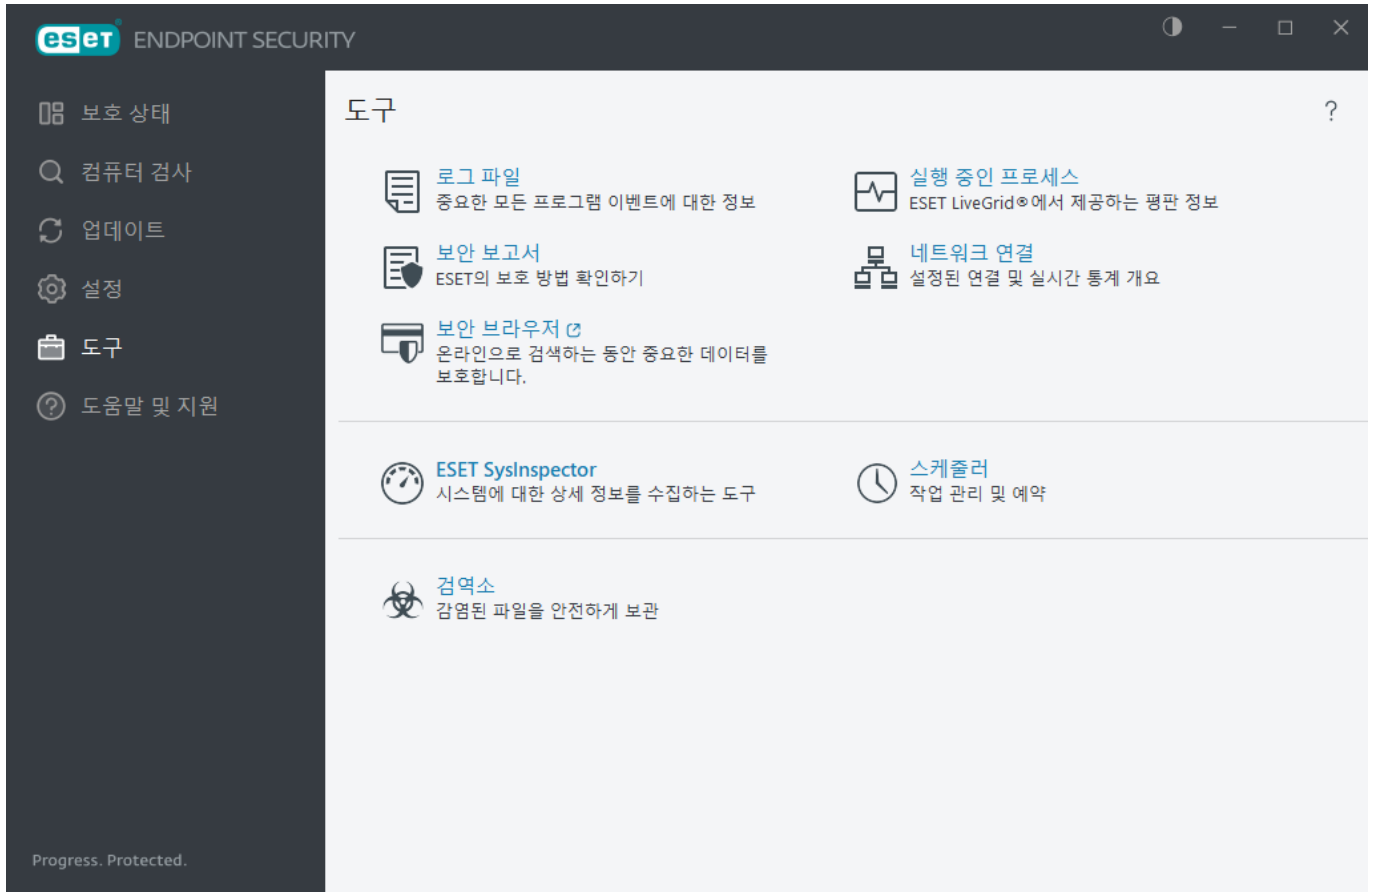 eset ENDPOINT SECURITY
보호 상태
컴퓨터 검사
업데이트
설정
도구
도움말 및 지원
Progress. Protected.
도구
?
로그 파일
중요한 모든 프로그램 이벤트에 대한 정보
실행 중인 프로세스
ESET LiveGrid®에서 제공하는 평판 정보
보안 보고서
ESET의 보호 방법 확인하기
네트워크 연결
설정된 연결 및 실시간 통계 개요
보안 브라우저
온라인으로 검색하는 동안 중요한 데이터를
보호합니다.
ESET SysInspector
시스템에 대한 상세 정보를 수집하는 도구
스케줄러
작업 관리 및 예약
검역소
감염된 파일을 안전하게 보관